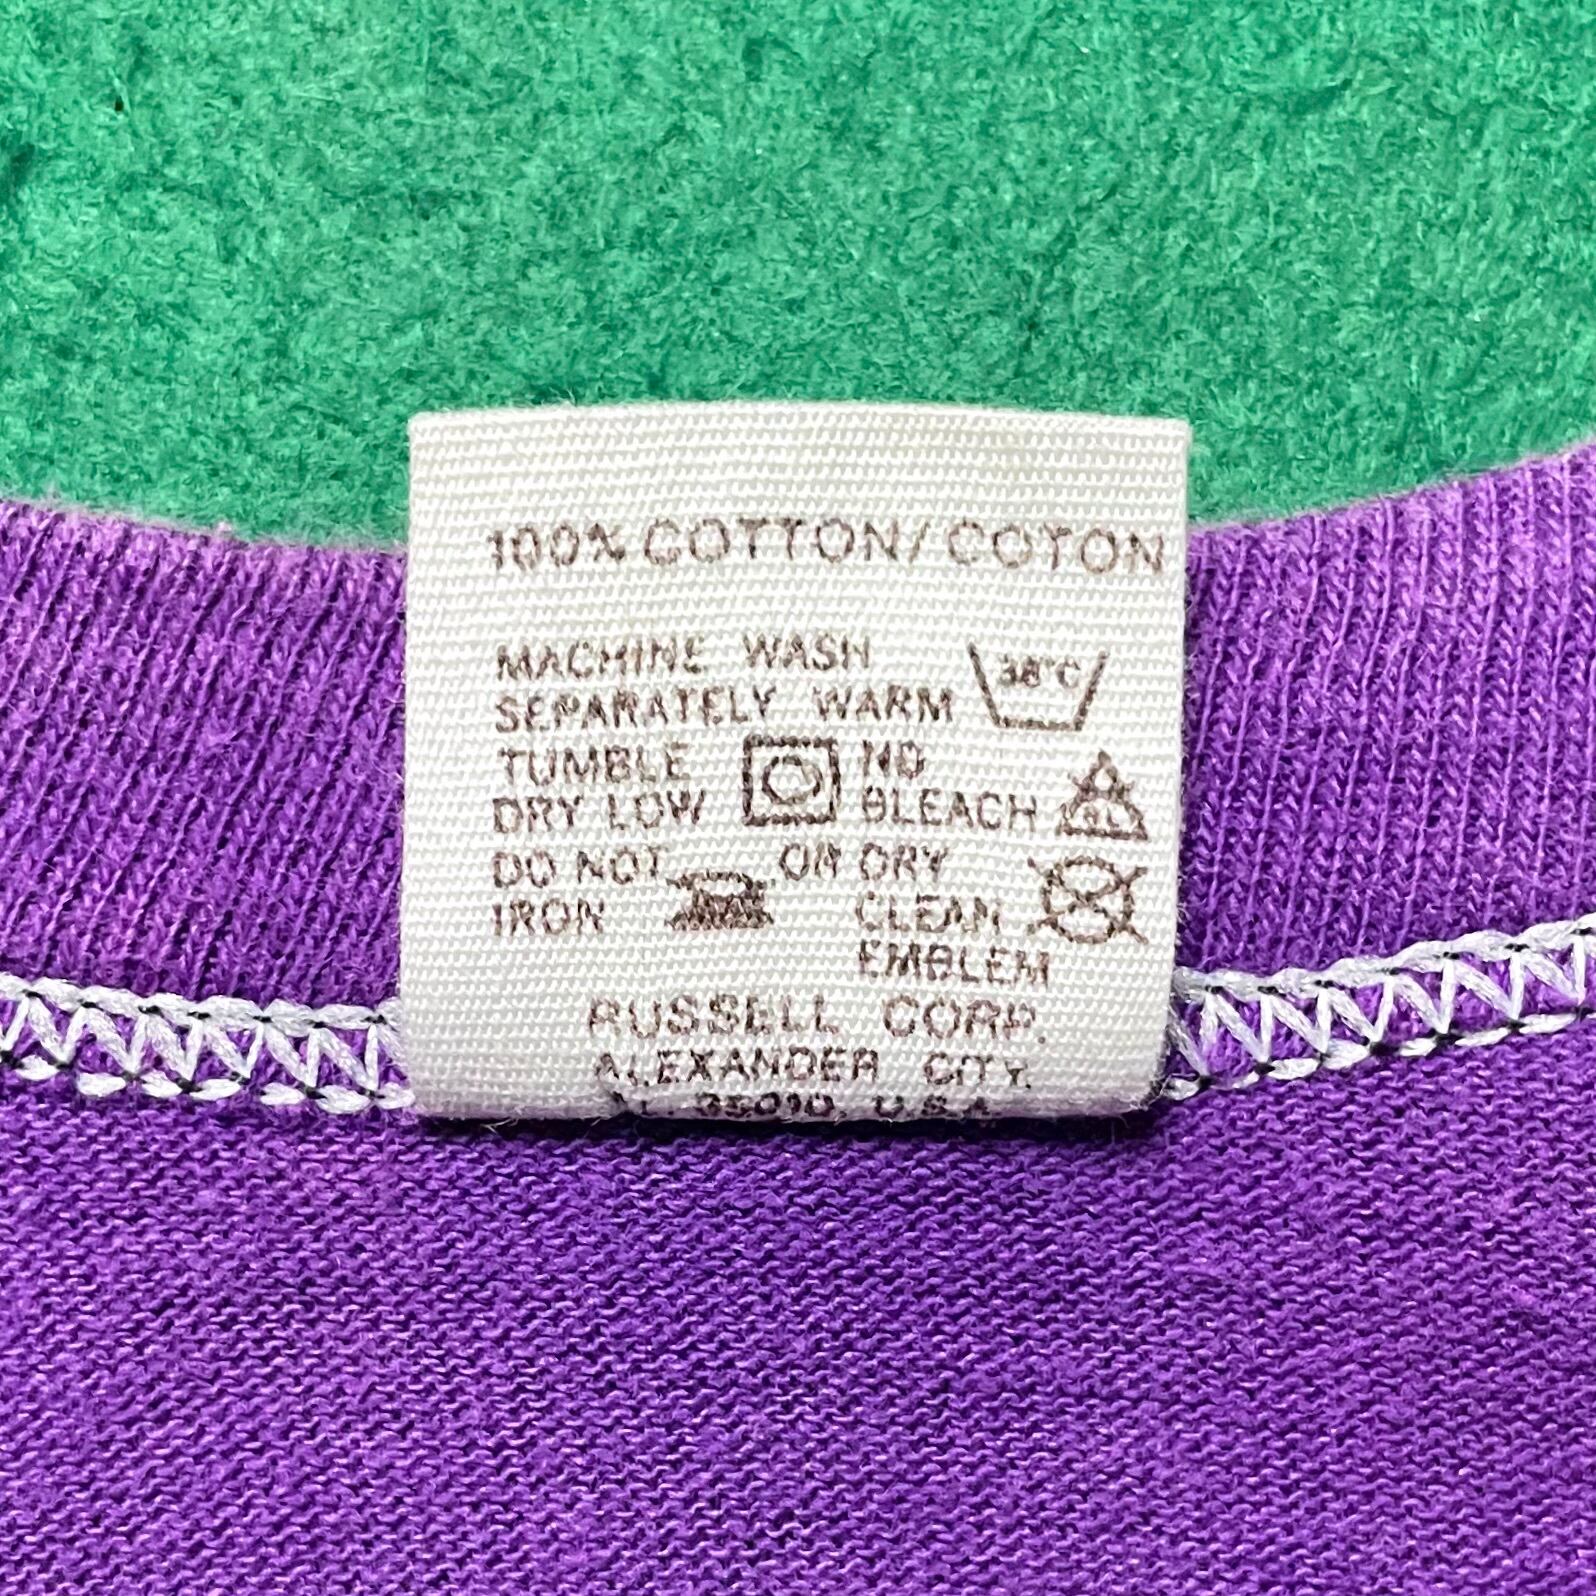 100% COTTON/ COTON
MACHINE WASH
SEPARATELY WARM 38°C
TUMBLE
DRY LOW
NO
BLEACH CL
DO NOT
IRON
OR DRY
CLEAN
EMBLEM
RUSSELL CORP.
ALEXANDER CITY,
AL. 35010, U.S.A.